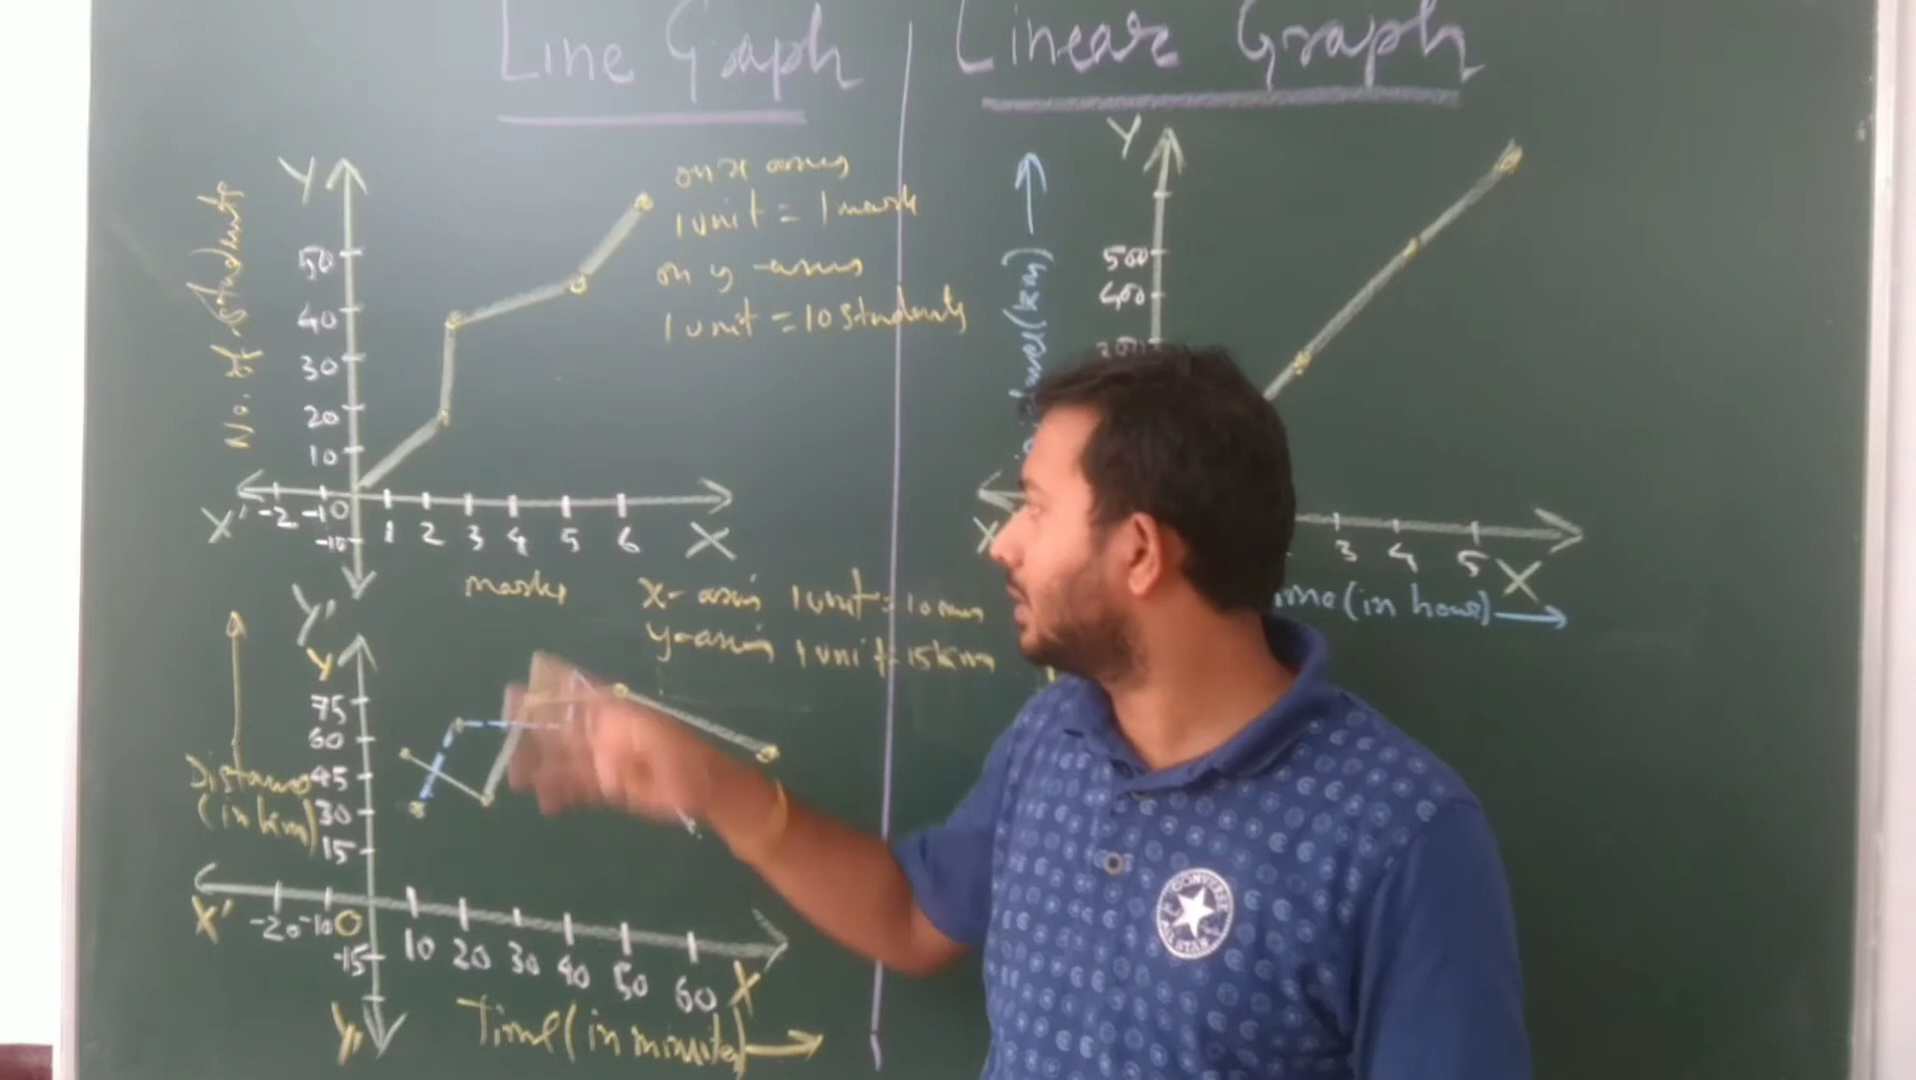 Line Graph
Linear Graph
Y
No. of Students
50
40
30
20
10
X' -2 -1 0 1 2 3 4 5 6 X
-10
Y'
marks
on x axis
1 unit = 1 mark
on y-axis
1 unit = 10 students
x-axis 1 unit = 10 mins
y-axis 1 unit = 15 km
Y
75
60
45
30
15
Distance
(in km)
X' -20 -10 O 10 20 30 40 50 60 X
-15
Y'
Time (in minutes)
Y
500
400
(km)
X
3 4 5 X
(in hours)
CONVERSE
ALL STAR